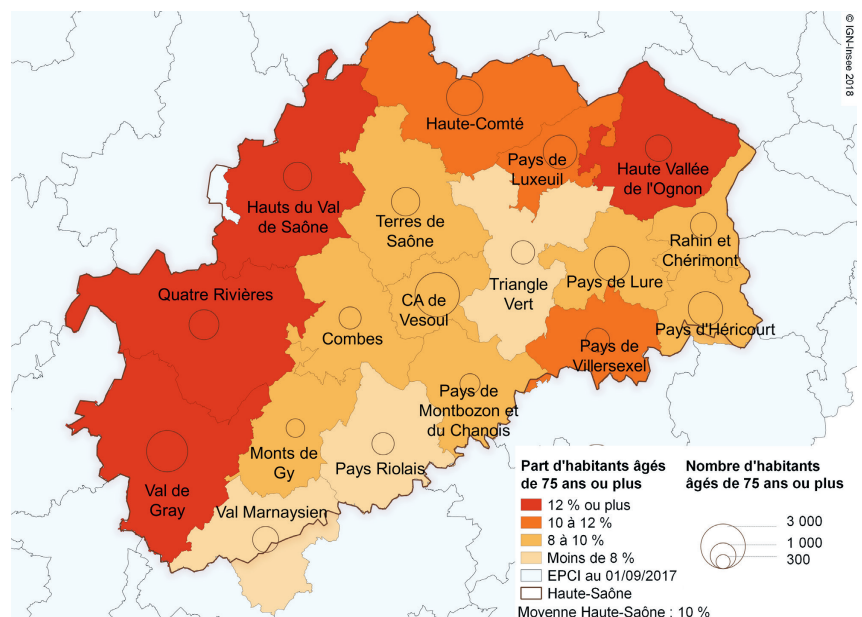 © IGN-Insee 2018
Haute-Comté
Pays de
Luxeuil
Haute Vallée
de l'Ognon
Hauts du Val
de Saône
Terres de
Saône
Rahin et
Chérimont
Triangle
Vert
Pays de Lure
Quatre Rivières
CA de
Vesoul
Combes
Pays d'Héricourt
Pays de
Villersexel
Pays de
Montbozon et
du Chanois
Monts de
Gy
Pays Riolais
Val de
Gray
Val Marnaysien
Part d'habitants âgés
de 75 ans ou plus
12 % ou plus
10 à 12 %
8 à 10 %
Moins de 8 %
EPCI au 01/09/2017
Haute-Saône
Moyenne Haute-Saône : 10 %
Nombre d'habitants
âgés de 75 ans ou plus
3 000
1 000
300